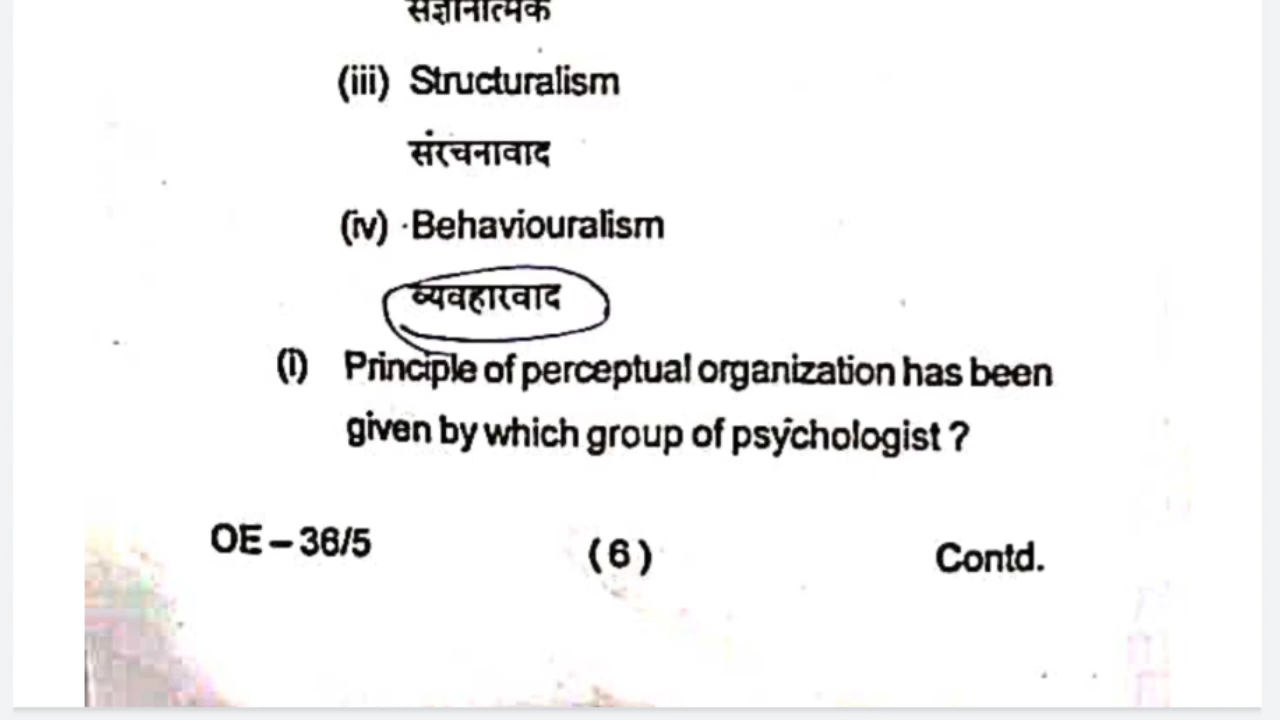 संज्ञानात्मक
(iii) Structuralism
संरचनावाद
(iv) Behaviouralism
व्यवहारवाद
(i) Principle of perceptual organization has been
given by which group of psychologist ?
OE – 36/5 (6) Contd.